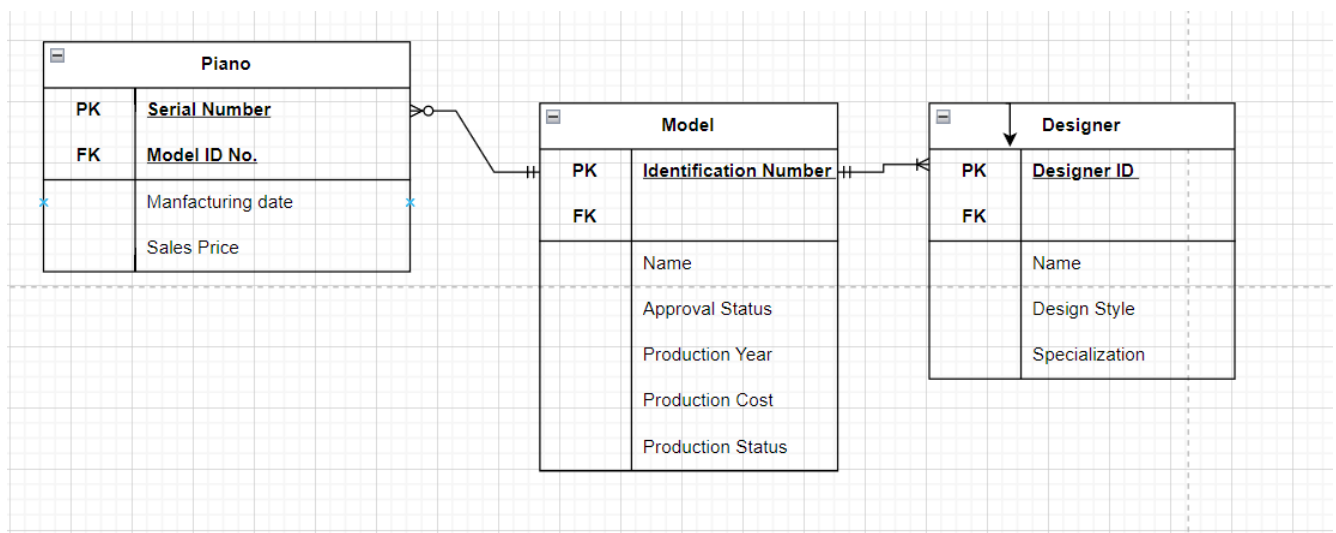 Piano
PK Serial Number
FK Model ID No.
Manfacturing date
Sales Price
Model
PK Identification Number
FK
Name
Approval Status
Production Year
Production Cost
Production Status
Designer
PK Designer ID
FK
Name
Design Style
Specialization